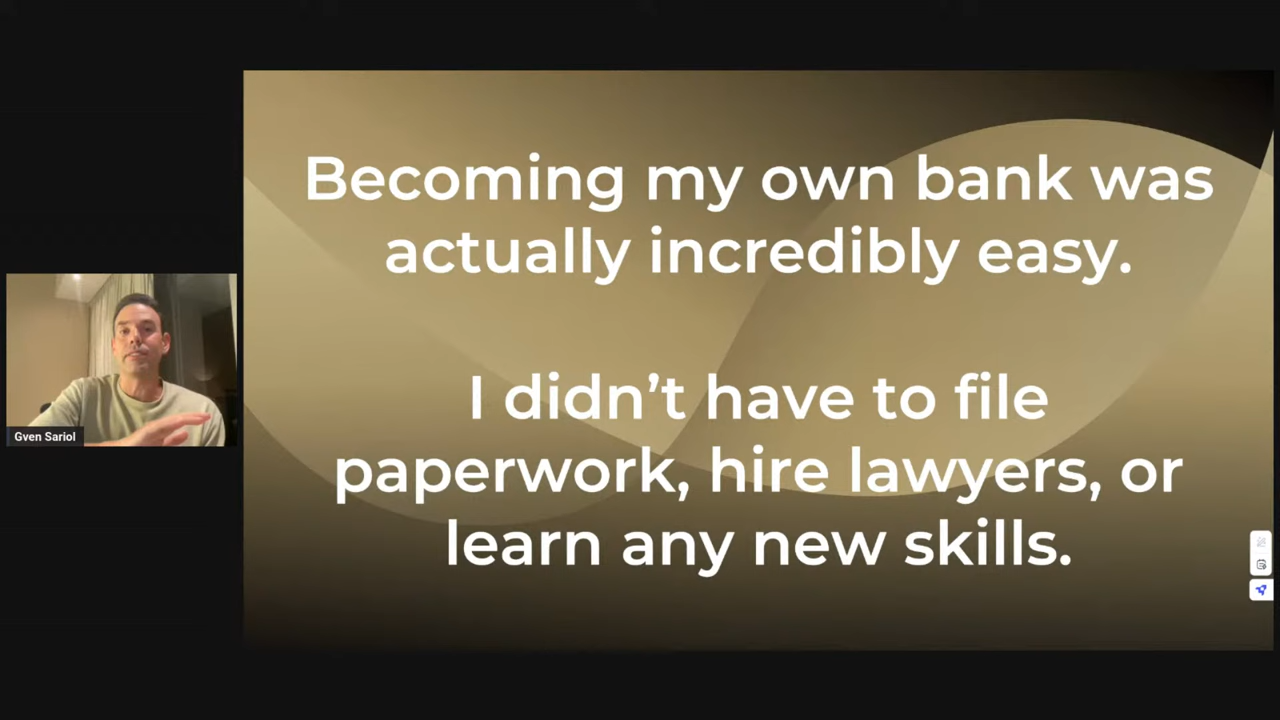 Becoming my own bank was
actually incredibly easy.
I didn’t have to file
paperwork, hire lawyers, or
learn any new skills.
Gven Sariol